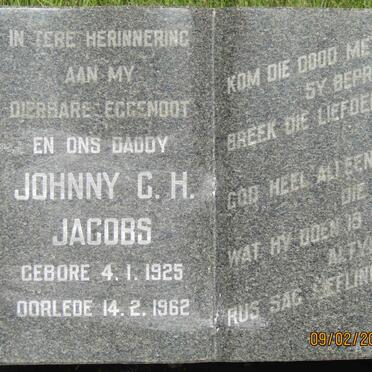 IN TERE HERINNERING
AAN MY
DIERBARE EGGENOOT
EN ONS DADDY
JOHNNY C. H.
JACOBS
GEBORE 4. 1. 1925
OORLEDE 14. 2. 1962
KOM DIE DOOD ME
SY BEPR
BREEK DIE LIEFDE
GOD HEEL ALLEEN
DIE
WAT HY DOEN IS
ALTY
RUS SAG
09/02/20